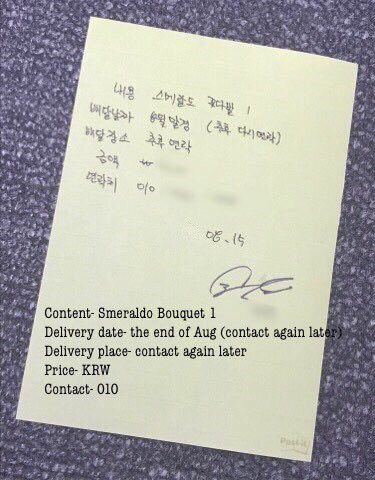 내용 스메랄도 꽃다발 1
배달날짜 8월말경 (추후 다시 연락)
배달장소 추후 연락
금액 ₩
연락처 010
08.15
Content- Smeraldo Bouquet 1
Delivery date- the end of Aug (contact again later)
Delivery place- contact again later
Price- KRW
Contact- 010
Post-it